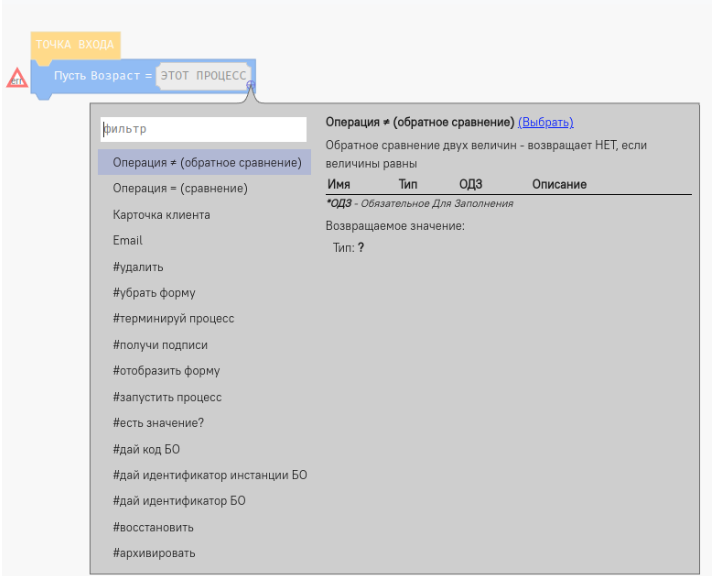 ТОЧКА ВХОДА
err
Пусть Возраст = ЭТОТ ПРОЦЕСС
фильтр
Операция ≠ (обратное сравнение)
Операция = (сравнение)
Карточка клиента
Email
#удалить
#убрать форму
#терминируй процесс
#получи подписи
#отобразить форму
#запустить процесс
#есть значение?
#дай код БО
#дай идентификатор инстанции БО
#дай идентификатор БО
#восстановить
#архивировать
Операция ≠ (обратное сравнение) (Выбрать)
Обратное сравнение двух величин - возвращает НЕТ, если
величины равны
Имя Тип ОДЗ Описание
*ОДЗ - Обязательное Для Заполнения
Возвращаемое значение:
Тип: ?